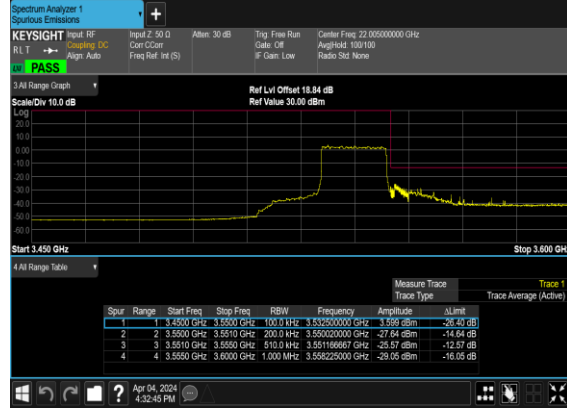 Spectrum Analyzer 1
Spurious Emissions
+
KEYSIGHT Input: RF Input Z: 50 Ω Atten: 30 dB Trig: Free Run Center Freq: 22.005000000 GHz
RLT Coupling: DC Corr CCorr Gate: Off Avg|Hold: 100/100
Align: Auto Freq Ref: Int (S) IF Gain: Low Radio Std: None
LW PASS
3 All Range Graph
Ref Lvl Offset 18.84 dB
Scale/Div 10.0 dB Ref Value 30.00 dBm
Log
20.0
10.0
0.00
-10.0
-20.0
-30.0
-40.0
-50.0
-60.0
Start 3.450 GHz Stop 3.600 GH
4 All Range Table
Measure Trace Trace 1
Trace Type Trace Average (Active)
Spur Range Start Freq Stop Freq RBW Frequency Amplitude ΔLimit
1 1 3.4500 GHz 3.5500 GHz 100.0 kHz 3.532500000 GHz 3.599 dBm -26.40 dB
2 2 3.5500 GHz 3.5510 GHz 200.0 kHz 3.550020000 GHz -27.64 dBm -14.64 dB
3 3 3.5510 GHz 3.5550 GHz 510.0 kHz 3.551166667 GHz -25.57 dBm -12.57 dB
4 4 3.5550 GHz 3.6000 GHz 1.000 MHz 3.558225000 GHz -29.05 dBm -16.05 dB
? Apr 04, 2024
4:32:45 PM